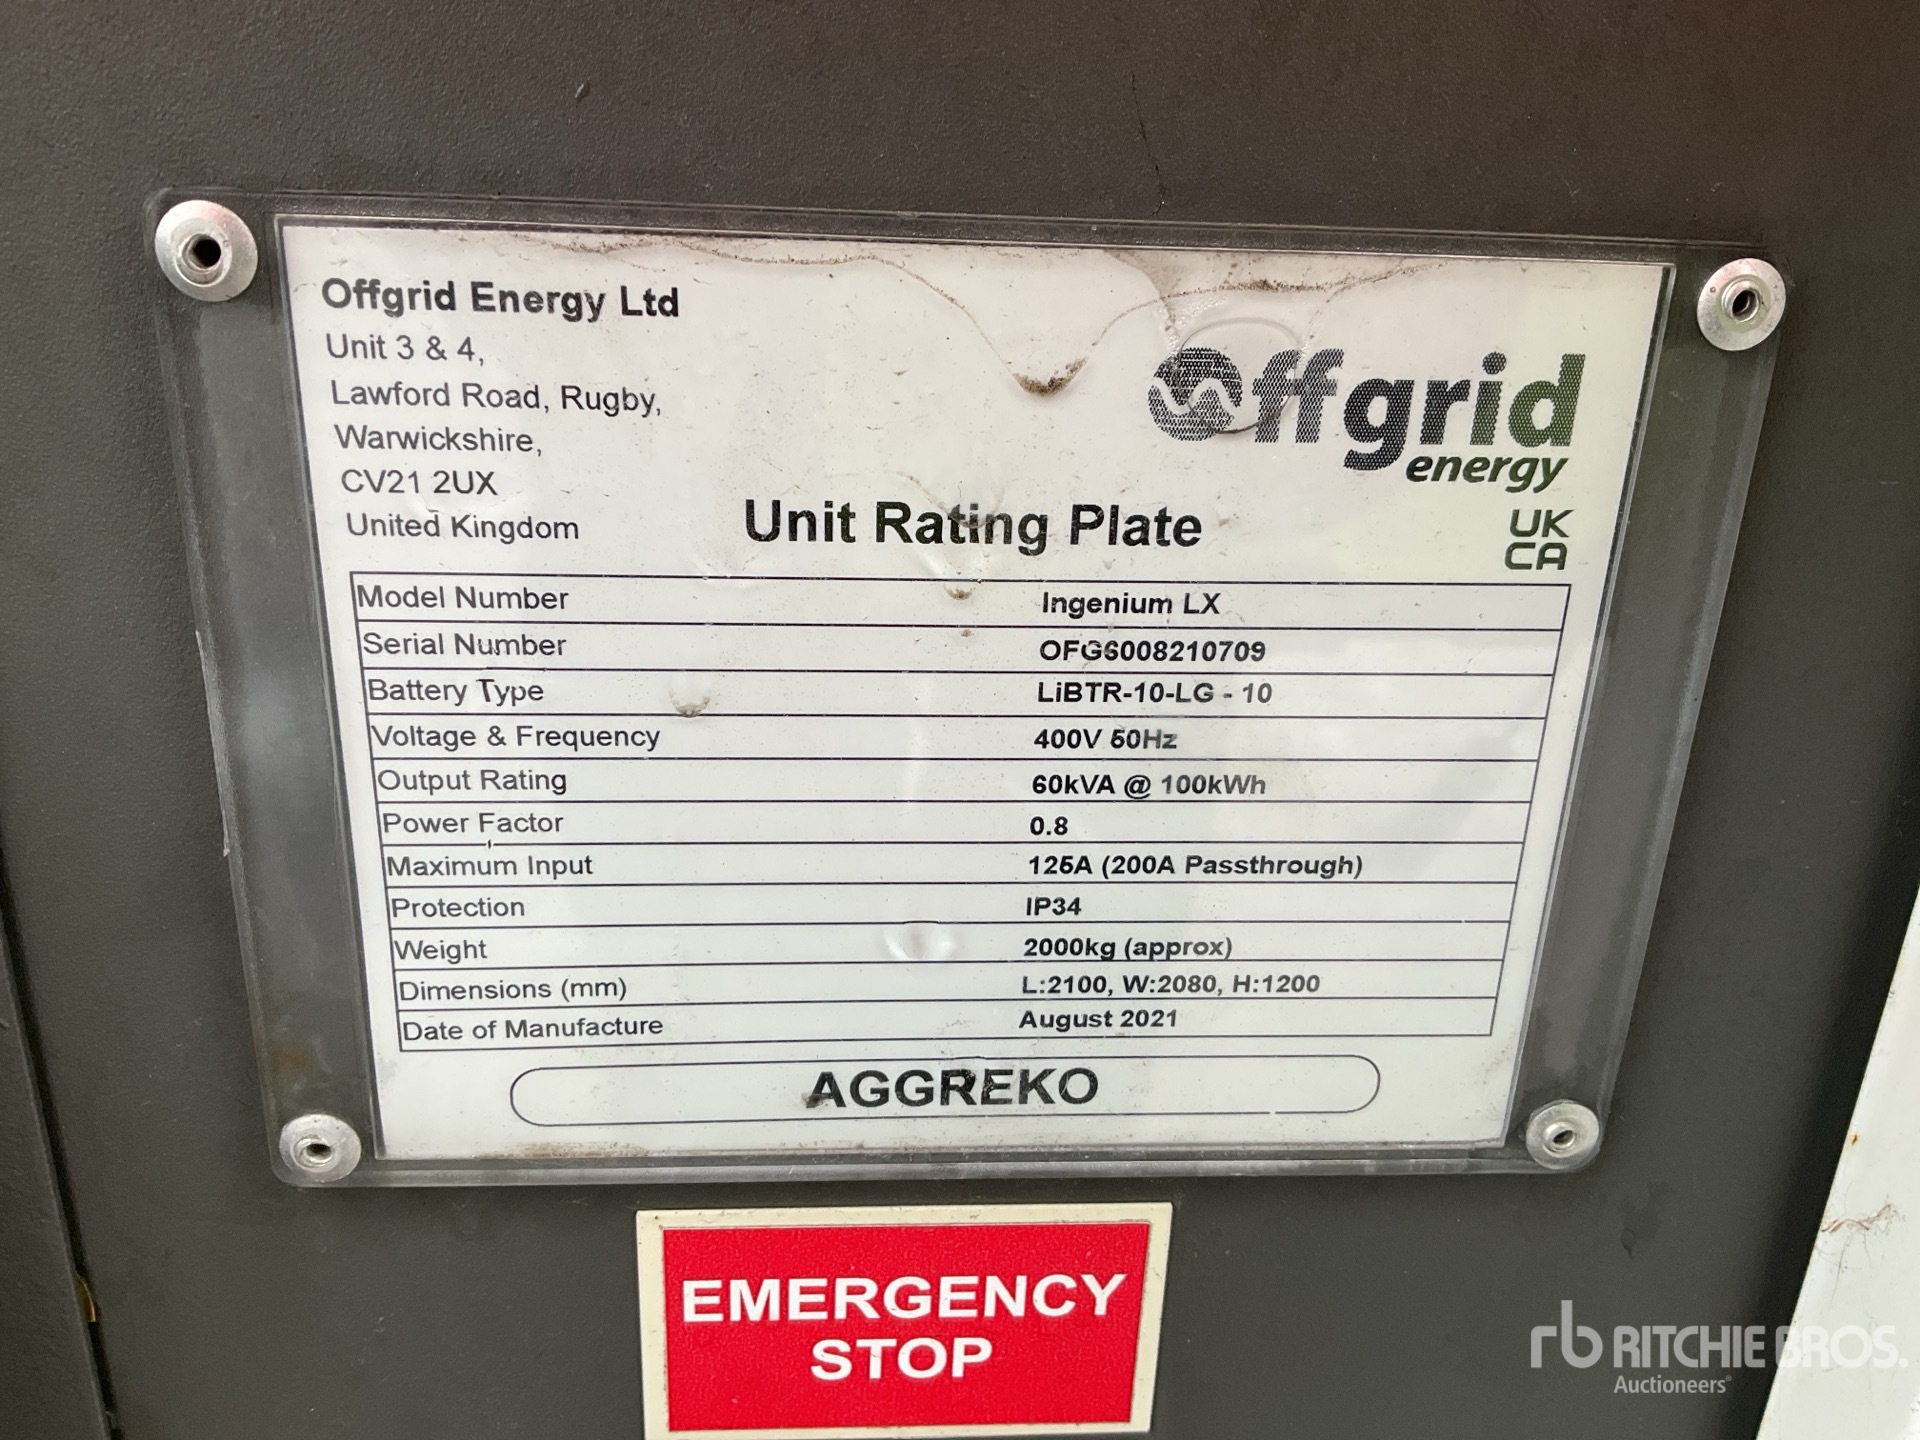 Offgrid Energy Ltd
Unit 3 & 4,
Lawford Road, Rugby,
Warwickshire,
CV21 2UX
United Kingdom
Offgrid
energy
UK
CA
Unit Rating Plate
Model Number Ingenium LX
Serial Number OFG6008210709
Battery Type LiBTR-10-LG - 10
Voltage & Frequency 400V 50Hz
Output Rating 60kVA @ 100kWh
Power Factor 0.8
Maximum Input 125A (200A Passthrough)
Protection IP34
Weight 2000kg (approx)
Dimensions (mm) L:2100, W:2080, H:1200
Date of Manufacture August 2021
AGGREKO
EMERGENCY
STOP
rb RITCHIE BROS.
Auctioneers